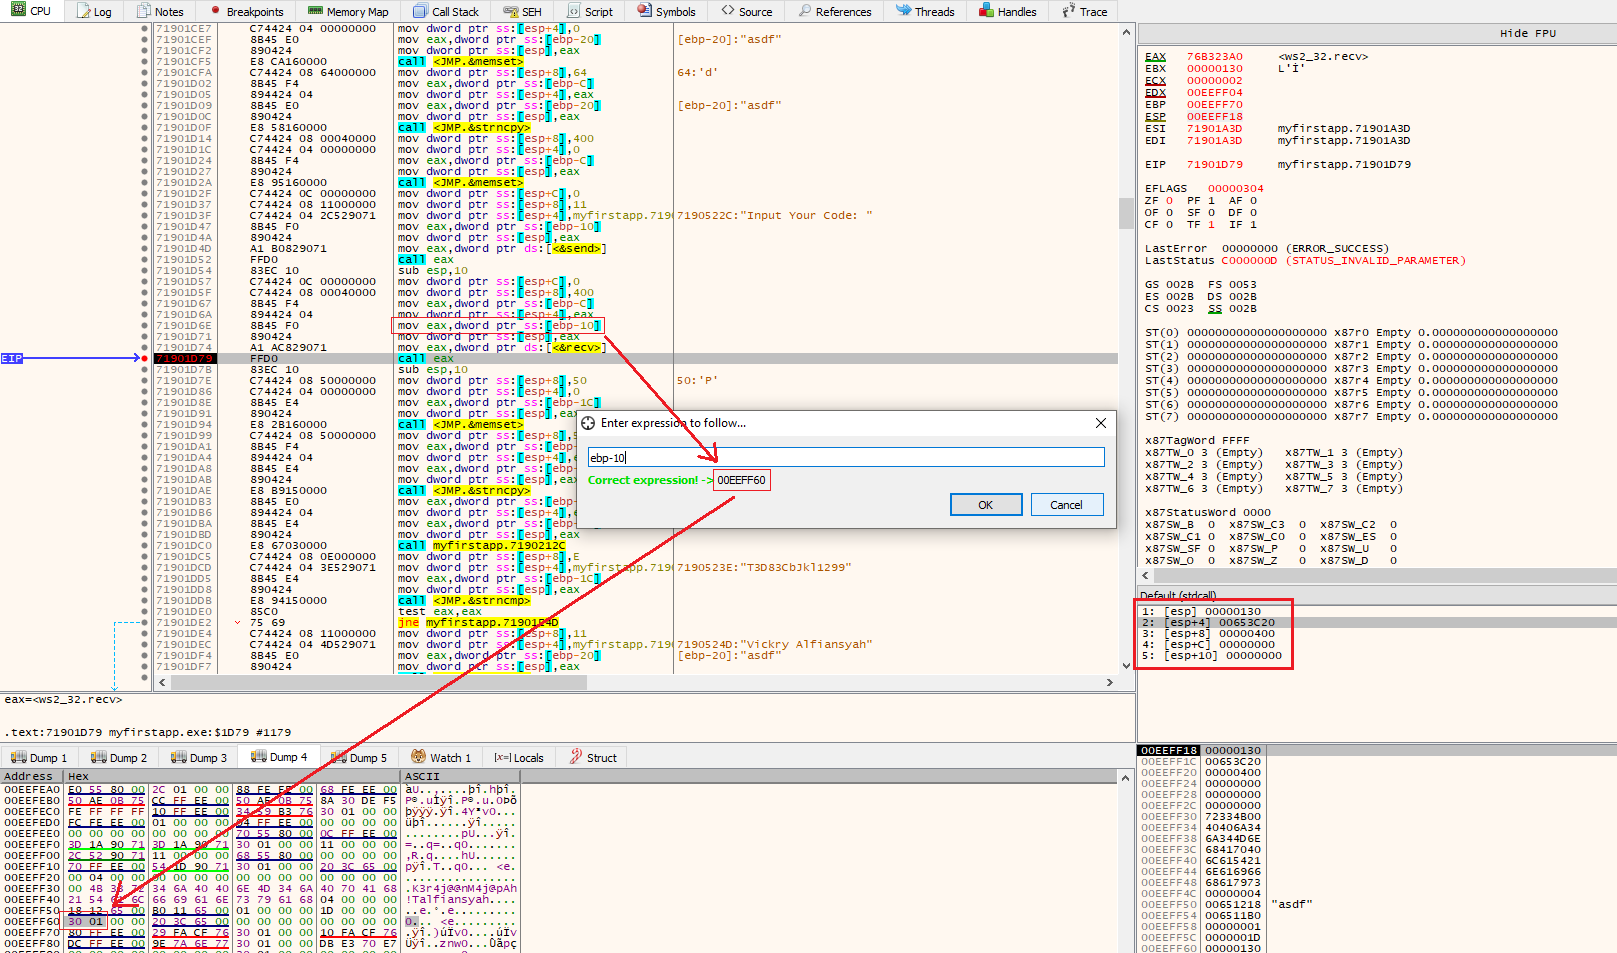 CPU Log Notes Breakpoints Memory Map Call Stack SEH Script Symbols Source References Threads Handles Trace
71901CE7 C74424 04 00000000 mov dword ptr ss:[esp+4],0
71901CEF 8B45 E0 mov eax,dword ptr ss:[ebp-20] [ebp-20]:"asdf"
71901CF2 890424 mov dword ptr ss:[esp],eax
71901CF5 E8 CA160000 call <JMP.&memset>
71901CFA C74424 08 64000000 mov dword ptr ss:[esp+8],64 64:'d'
71901D02 8B45 F4 mov eax,dword ptr ss:[ebp-C]
71901D05 894424 04 mov dword ptr ss:[esp+4],eax
71901D09 8B45 E0 mov eax,dword ptr ss:[ebp-20] [ebp-20]:"asdf"
71901D0C 890424 mov dword ptr ss:[esp],eax
71901D0F E8 58160000 call <JMP.&strncpy>
71901D14 C74424 08 00040000 mov dword ptr ss:[esp+8],400
71901D1C C74424 04 00000000 mov dword ptr ss:[esp+4],0
71901D24 8B45 F4 mov eax,dword ptr ss:[ebp-C]
71901D27 890424 mov dword ptr ss:[esp],eax
71901D2A E8 95160000 call <JMP.&memset>
71901D2F C74424 0C 00000000 mov dword ptr ss:[esp+C],0
71901D37 C74424 08 11000000 mov dword ptr ss:[esp+8],11
71901D3F C74424 04 2C529071 mov dword ptr ss:[esp+4],myfirstapp.719 7190522C:"Input Your Code: "
71901D47 8B45 F0 mov eax,dword ptr ss:[ebp-10]
71901D4A 890424 mov dword ptr ss:[esp],eax
71901D4D A1 B0829071 mov eax,dword ptr ds:[<&send>]
71901D52 FFD0 call eax
71901D54 83EC 10 sub esp,10
71901D57 C74424 0C 00000000 mov dword ptr ss:[esp+C],0
71901D5F C74424 08 00040000 mov dword ptr ss:[esp+8],400
71901D67 8B45 F4 mov eax,dword ptr ss:[ebp-C]
71901D6A 894424 04 mov dword ptr ss:[esp+4],eax
71901D6E 8B45 F0 mov eax,dword ptr ss:[ebp-10]
71901D71 890424 mov dword ptr ss:[esp],eax
71901D74 A1 AC829071 mov eax,dword ptr ds:[<&recv>]
EIP 71901D79 FFD0 call eax
71901D7B 83EC 10 sub esp,10
71901D7E C74424 08 50000000 mov dword ptr ss:[esp+8],50 50:'P'
71901D86 C74424 04 00000000 mov dword ptr ss:[esp+4],0
71901D8E 8B45 E4 mov eax,dword ptr ss:[ebp-1C]
71901D91 890424 mov dword ptr ss:[esp],eax
71901D94 E8 2B160000 call <JMP.&memset>
71901D99 C74424 08 50000000 mov dword ptr ss:[esp+8],
71901DA1 8B45 F4 mov eax,dword ptr ss:[ebp-
71901DA4 894424 04 mov dword ptr ss:[esp+4],
71901DA8 8B45 E4 mov eax,dword ptr ss:[ebp-
71901DAB 890424 mov dword ptr ss:[esp],ea
71901DAE E8 B9150000 call <JMP.&strncpy>
71901DB3 8B45 E0 mov eax,dword ptr ss:[ebp-
71901DB6 894424 04 mov dword ptr ss:[esp+4],
71901DBA 8B45 E4 mov eax,dword ptr ss:[ebp-
71901DBD 890424 mov dword ptr ss:[esp],eax
71901DC0 E8 67030000 call myfirstapp.7190212C
71901DC5 C74424 08 0E000000 mov dword ptr ss:[esp+8],E
71901DCD C74424 04 3E529071 mov dword ptr ss:[esp+4],myfirstapp.719 7190523E:"T3D83CbJkl1299"
71901DD5 8B45 E4 mov eax,dword ptr ss:[ebp-1C]
71901DD8 890424 mov dword ptr ss:[esp],eax
71901DDB E8 94150000 call <JMP.&strncmp>
71901DE0 85C0 test eax,eax
71901DE2 75 69 jne myfirstapp.71901E4D
71901DE4 C74424 08 11000000 mov dword ptr ss:[esp+8],11
71901DEC C74424 04 4D529071 mov dword ptr ss:[esp+4],myfirstapp.719 7190524D:"Vickry Alfiansyah"
71901DF4 8B45 E0 mov eax,dword ptr ss:[ebp-20] [ebp-20]:"asdf"
71901DF7 890424 mov dword ptr ss:[esp],eax
Enter expression to follow...
ebp-10
Correct expression! -> 00EEFF60
OK Cancel
eax=<ws2_32.recv>
.text:71901D79 myfirstapp.exe:$1D79 #1179
Hide FPU
EAX 76B323A0 <ws2_32.recv>
EBX 00000130 L'İ'
ECX 00000002
EDX 00EEFF04
EBP 00EEFF70
ESP 00EEFF18
ESI 71901A3D myfirstapp.71901A3D
EDI 71901A3D myfirstapp.71901A3D
EIP 71901D79 myfirstapp.71901D79
EFLAGS 00000304
ZF 0 PF 1 AF 0
OF 0 SF 0 DF 0
CF 0 TF 1 IF 1
LastError 00000000 (ERROR_SUCCESS)
LastStatus C000000D (STATUS_INVALID_PARAMETER)
GS 002B FS 0053
ES 002B DS 002B
CS 0023 SS 002B
ST(0) 00000000000000000000 x87r0 Empty 0.000000000000000000
ST(1) 00000000000000000000 x87r1 Empty 0.000000000000000000
ST(2) 00000000000000000000 x87r2 Empty 0.000000000000000000
ST(3) 00000000000000000000 x87r3 Empty 0.000000000000000000
ST(4) 00000000000000000000 x87r4 Empty 0.000000000000000000
ST(5) 00000000000000000000 x87r5 Empty 0.000000000000000000
ST(6) 00000000000000000000 x87r6 Empty 0.000000000000000000
ST(7) 00000000000000000000 x87r7 Empty 0.000000000000000000
x87TagWord FFFF
x87TW_0 3 (Empty) x87TW_1 3 (Empty)
x87TW_2 3 (Empty) x87TW_3 3 (Empty)
x87TW_4 3 (Empty) x87TW_5 3 (Empty)
x87TW_6 3 (Empty) x87TW_7 3 (Empty)
x87StatusWord 0000
x87SW_B 0 x87SW_C3 0 x87SW_C2 0
x87SW_C1 0 x87SW_C0 0 x87SW_ES 0
x87SW_SF 0 x87SW_P 0 x87SW_U 0
x87SW_O 0 x87SW_Z 0 x87SW_D 0
Default (stdcall)
1: [esp] 00000130
2: [esp+4] 00653C20
3: [esp+8] 00000400
4: [esp+C] 00000000
5: [esp+10] 00000000
Dump 1 Dump 2 Dump 3 Dump 4 Dump 5 Watch 1 Locals Struct
Address Hex ASCII
00EEFEA0 E0 55 80 00 2C 01 00 00 88 FF EE 00 68 FE EE 00
00EEFEB0 50 AE 0B 75 CC FF EE 00 50 AE 0B 75 8A 30 DE F5
00EEFEC0 FE FF FF FF 10 FF EE 00 34 59 B3 76 30 01 00 00
00EEFED0 FC FE EE 00 01 00 00 00 04 FF EE 00
00EEFEE0 00 00 00 00 00 00 00 00 70 55 80 00 0C FF EE 00
00EEFEF0 3D 1A 90 71 3D 1A 90 71 30 01 00 00 11 00 00 00
00EEFF00 2C 52 90 71 11 00 00 00 68 55 80 00
00EEFF10 70 FF EE 00 54 1D 90 71 30 01 00 00 20 3C 65 00
00EEFF20 00 04 00 00 00 00 00 00 00 00 00 00 00 00 00 00
00EEFF30 00 4B 33 72 34 6A 40 40 6E 4D 34 6A 40 70 41 68 .K3r4j@@nM4j@pAh
00EEFF40 21 54 61 6C 66 69 61 6E 73 79 61 68 04 00 00 00 !Talfiansyah....
00EEFF50 18 12 65 00 B0 11 65 00 01 00 00 00 1D 00 00 00
00EEFF60 30 01 00 00 20 3C 65 00
00EEFF70 80 FF EE 00 29 FA CF 76 30 01 00 00 10 FA CF 76
00EEFF80 DC FF EE 00 9E 7A 6E 77 30 01 00 00 DB E3 70 E7
00EEFF18 00000130
00EEFF1C 00653C20
00EEFF20 00000400
00EEFF24 00000000
00EEFF28 00000000
00EEFF2C 00000000
00EEFF30 72334B00
00EEFF34 40406A34
00EEFF38 6A344D6E
00EEFF3C 68417040
00EEFF40 6C615421
00EEFF44 6E616966
00EEFF48 68617973
00EEFF4C 00000004
00EEFF50 00651218 "asdf"
00EEFF54 006511B0
00EEFF58 00000001
00EEFF5C 0000001D
00EEFF60 00000130